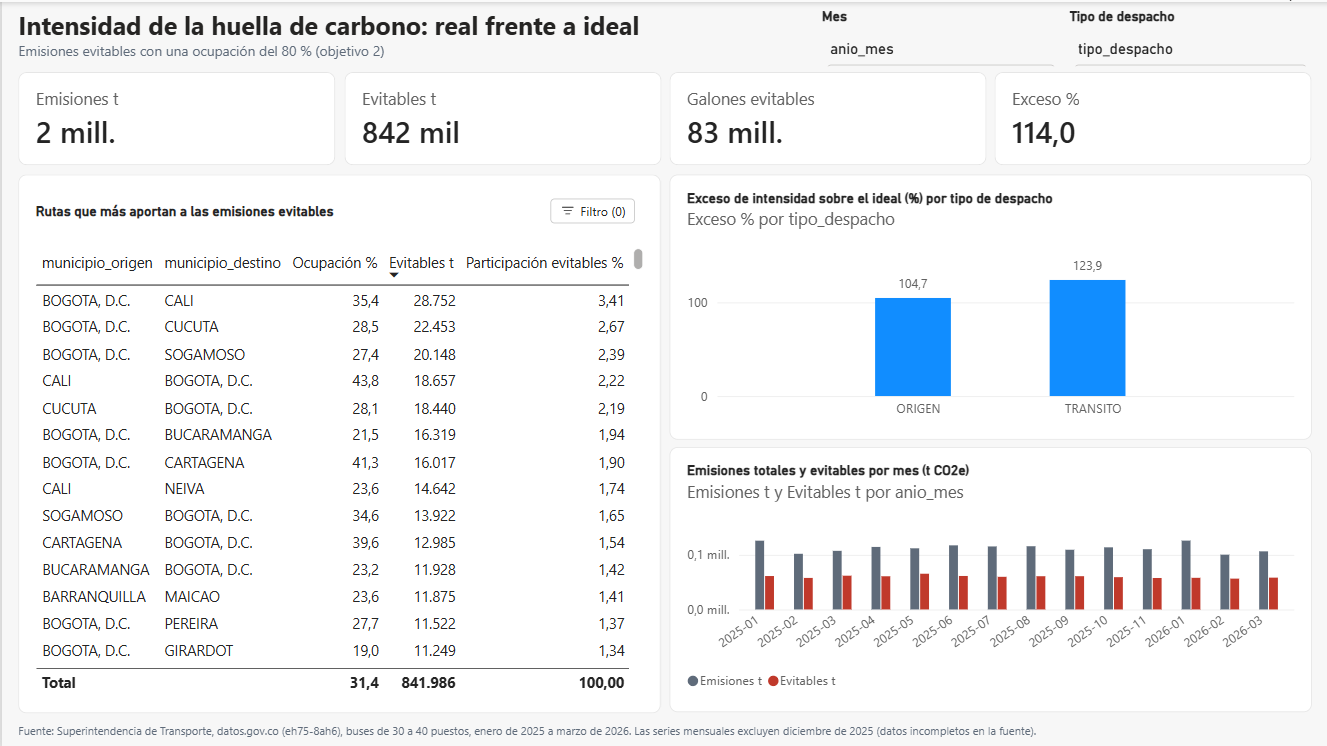 Intensidad de la huella de carbono: real frente a ideal
Emisiones evitables con una ocupación del 80 % (objetivo 2)
Mes
anio_mes
Tipo de despacho
tipo_despacho
Emisiones t
2 mill.
Evitables t
842 mil
Galones evitables
83 mill.
Exceso %
114,0
Rutas que más aportan a las emisiones evitables
Filtro (0)
municipio_origen municipio_destino Ocupación % Evitables t Participación evitables %
BOGOTA, D.C. CALI 35,4 28.752 3,41
BOGOTA, D.C. CUCUTA 28,5 22.453 2,67
BOGOTA, D.C. SOGAMOSO 27,4 20.148 2,39
CALI BOGOTA, D.C. 43,8 18.657 2,22
CUCUTA BOGOTA, D.C. 28,1 18.440 2,19
BOGOTA, D.C. BUCARAMANGA 21,5 16.319 1,94
BOGOTA, D.C. CARTAGENA 41,3 16.017 1,90
CALI NEIVA 23,6 14.642 1,74
SOGAMOSO BOGOTA, D.C. 34,6 13.922 1,65
CARTAGENA BOGOTA, D.C. 39,6 12.985 1,54
BUCARAMANGA BOGOTA, D.C. 23,2 11.928 1,42
BARRANQUILLA MAICAO 23,6 11.875 1,41
BOGOTA, D.C. PEREIRA 27,7 11.522 1,37
BOGOTA, D.C. GIRARDOT 19,0 11.249 1,34
Total 31,4 841.986 100,00
Exceso de intensidad sobre el ideal (%) por tipo de despacho
Exceso % por tipo_despacho
104,7
123,9
100
0
ORIGEN TRANSITO
Emisiones totales y evitables por mes (t CO2e)
Emisiones t y Evitables t por anio_mes
0,1 mill.
0,0 mill.
2025-01 2025-02 2025-03 2025-04 2025-05 2025-06 2025-07 2025-08 2025-09 2025-10 2025-11 2026-01 2026-02 2026-03
Emisiones t Evitables t
Fuente: Superintendencia de Transporte, datos.gov.co (eh75-8ah6), buses de 30 a 40 puestos, enero de 2025 a marzo de 2026. Las series mensuales excluyen diciembre de 2025 (datos incompletos en la fuente).